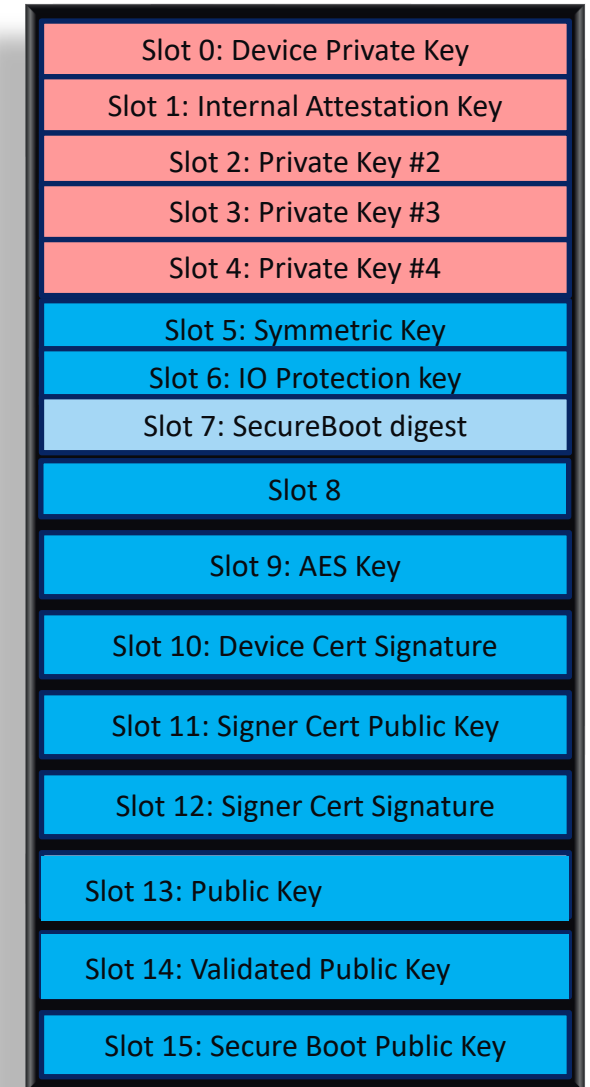 Slot 0: Device Private Key
Slot 1: Internal Attestation Key
Slot 2: Private Key #2
Slot 3: Private Key #3
Slot 4: Private Key #4
Slot 5: Symmetric Key
Slot 6: IO Protection key
Slot 7: SecureBoot digest
Slot 8
Slot 9: AES Key
Slot 10: Device Cert Signature
Slot 11: Signer Cert Public Key
Slot 12: Signer Cert Signature
Slot 13: Public Key
Slot 14: Validated Public Key
Slot 15: Secure Boot Public Key